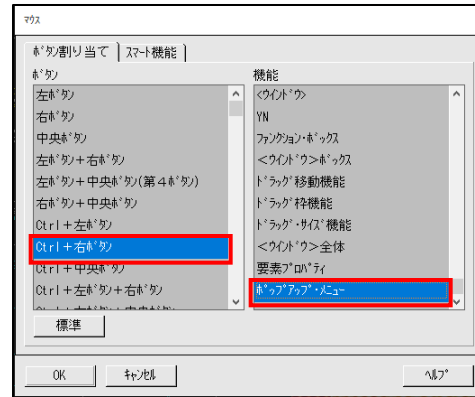 ﾏｳｽ
ﾎﾞﾀﾝ割り当て
ｽﾏｰﾄ機能
ﾎﾞﾀﾝ
左ﾎﾞﾀﾝ
右ﾎﾞﾀﾝ
中央ﾎﾞﾀﾝ
左ﾎﾞﾀﾝ+右ﾎﾞﾀﾝ
左ﾎﾞﾀﾝ+中央ﾎﾞﾀﾝ(第４ﾎﾞﾀﾝ)
右ﾎﾞﾀﾝ+中央ﾎﾞﾀﾝ
Ctrl+左ﾎﾞﾀﾝ
Ctrl+右ﾎﾞﾀﾝ
Ctrl+中央ﾎﾞﾀﾝ
Ctrl+左ﾎﾞﾀﾝ+右ﾎﾞﾀﾝ
機能
<ｳｲﾝﾄﾞｳ>
YN
ﾌｧﾝｸｼｮﾝ･ﾎﾞｯｸｽ
<ｳｲﾝﾄﾞｳ>ﾎﾞｯｸｽ
ﾄﾞﾗｯｸﾞ移動機能
ﾄﾞﾗｯｸﾞ枠機能
ﾄﾞﾗｯｸﾞ･ｻｲｽﾞ機能
<ｳｲﾝﾄﾞｳ>全体
要素ﾌﾟﾛﾊﾟﾃｨ
ﾎﾟｯﾌﾟｱｯﾌﾟ･ﾒﾆｭｰ
標準
OK
ｷｬﾝｾﾙ
ﾍﾙﾌﾟ